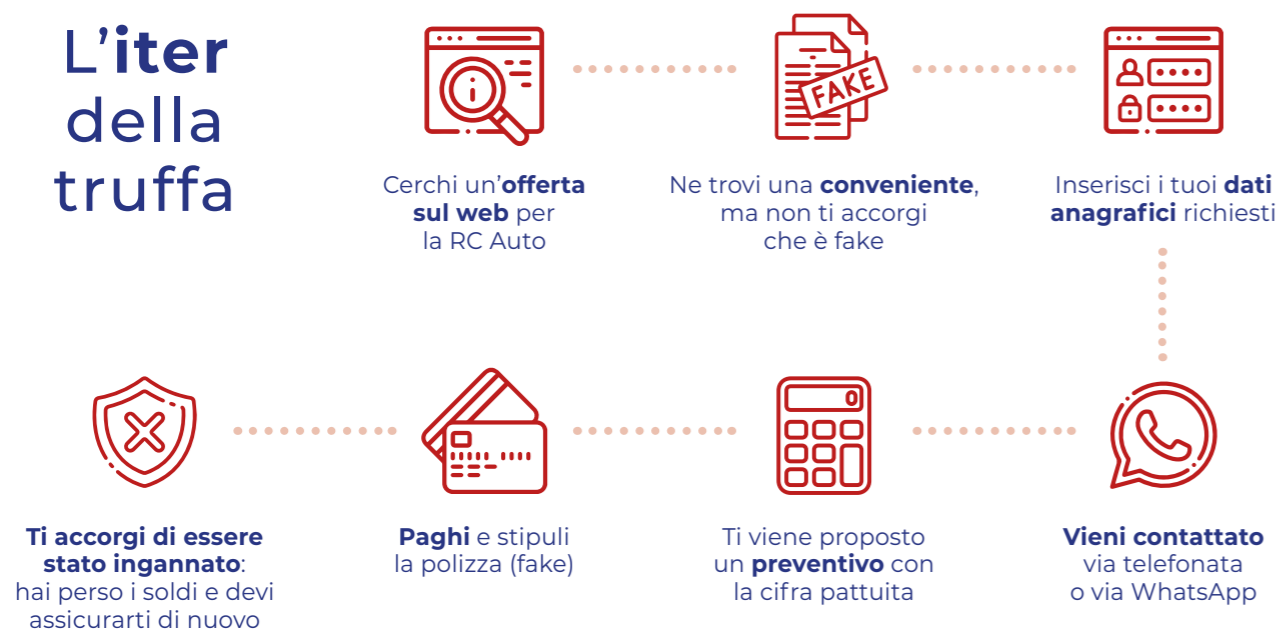 L'iter
della
truffa
Cerchi un'offerta
sul web per
la RC Auto
FAKE
Ne trovi una conveniente,
ma non ti accorgi
che è fake
Inserisci i tuoi dati
anagrafici richiesti
Vieni contattato
via telefonata
o via WhatsApp
0
Ti viene proposto
un preventivo con
la cifra pattuita
Paghi e stipuli
la polizza (fake)
Ti accorgi di essere
stato ingannato:
hai perso i soldi e devi
assicurarti di nuovo